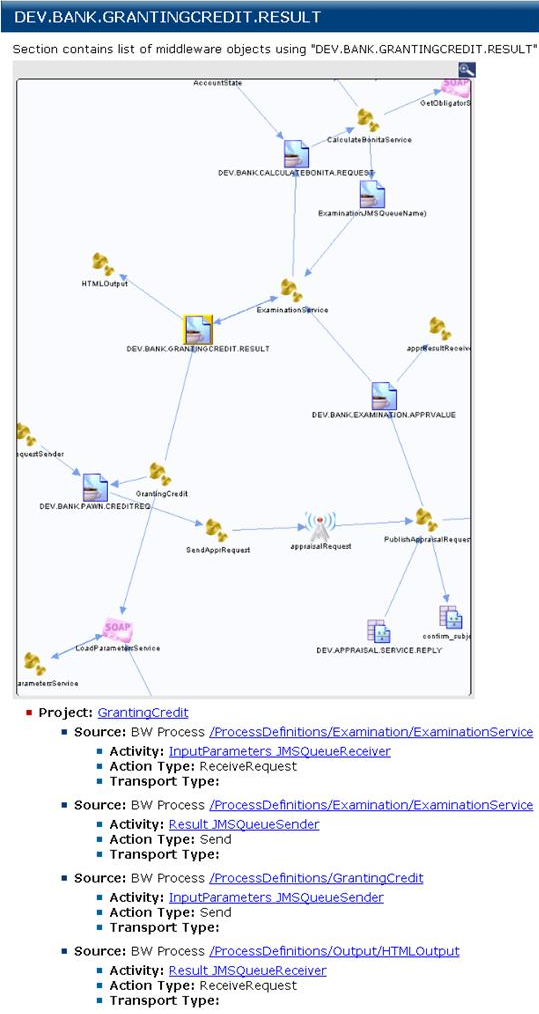 DEV.BANK.GRANTINGCREDIT.RESULT
Section contains list of middleware objects using "DEV.BANK.GRANTINGCREDIT.RESULT"
AccountState
SOAP
GetObligatorS
CalculateBonitaService
DEV.BANK.CALCULATEBONITA.REQUEST
ExaminationJMSQueueName)
HTMLOutput
ExaminationService
DEV.BANK.GRANTINGCREDIT.RESULT
apprResultReceive
DEV.BANK.EXAMINATION.APPRVALUE
equestSender
GrantingCredit
DEV.BANK.PAWN.CREDITREQ
SendApprRequest
appraisalRequest
PublishAppraisalReques
SOAP
LoadParametersService
DEV.APPRAISAL.SERVICE.REPLY
confirm_subje
arametersService
Project: GrantingCredit
Source: BW Process /ProcessDefinitions/Examination/ExaminationService
Activity: InputParameters JMSQueueReceiver
Action Type: ReceiveRequest
Transport Type:
Source: BW Process /ProcessDefinitions/Examination/ExaminationService
Activity: Result JMSQueueSender
Action Type: Send
Transport Type:
Source: BW Process /ProcessDefinitions/GrantingCredit
Activity: InputParameters JMSQueueSender
Action Type: Send
Transport Type:
Source: BW Process /ProcessDefinitions/Output/HTMLOutput
Activity: Result JMSQueueReceiver
Action Type: ReceiveRequest
Transport Type: